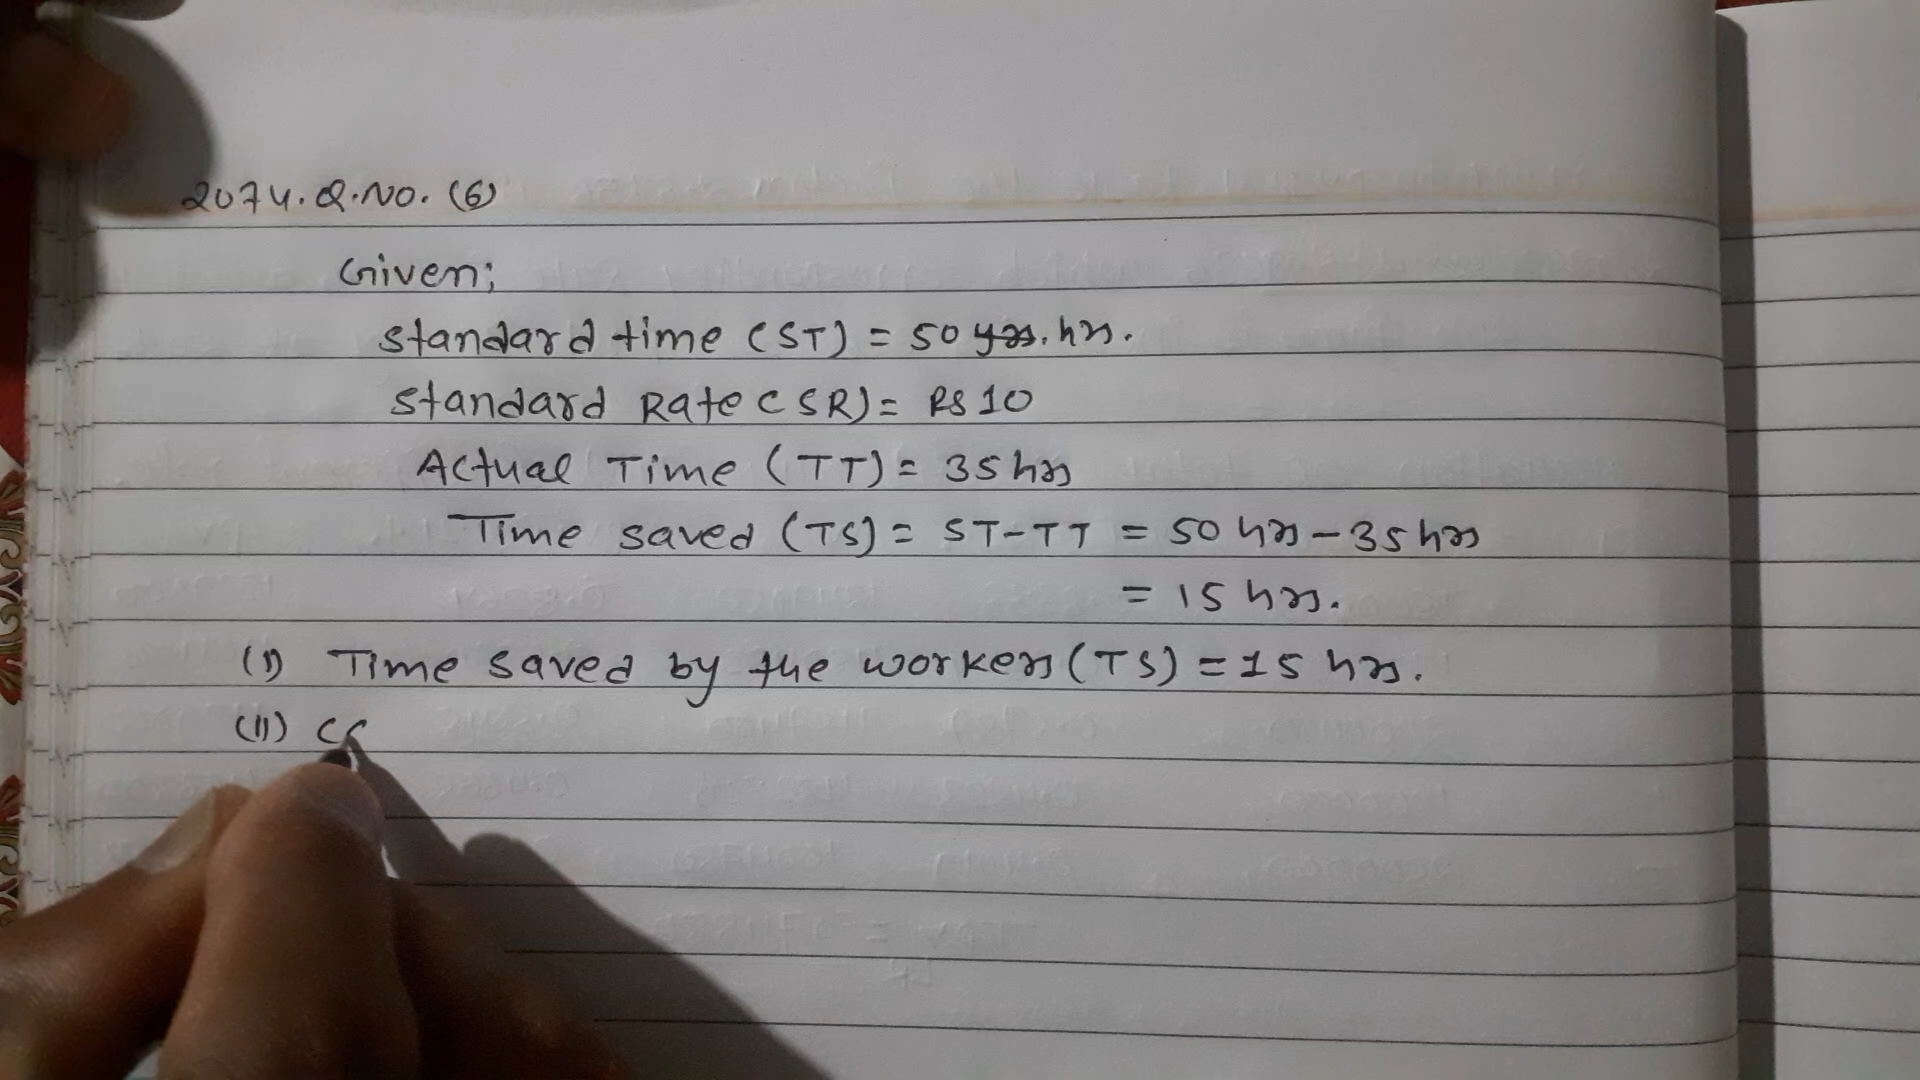 2074.Q.NO. (6)
Given;
Standard time (ST) = 50 yrs. hrs.
Standard Rate (SR) = RS 10
Actual Time (TT) = 35 hrs
Time saved (TS) = ST-TT = 50 hrs - 35 hrs
= 15 hrs.
(I) Time saved by the workers (TS) = 15 hrs.
(II)